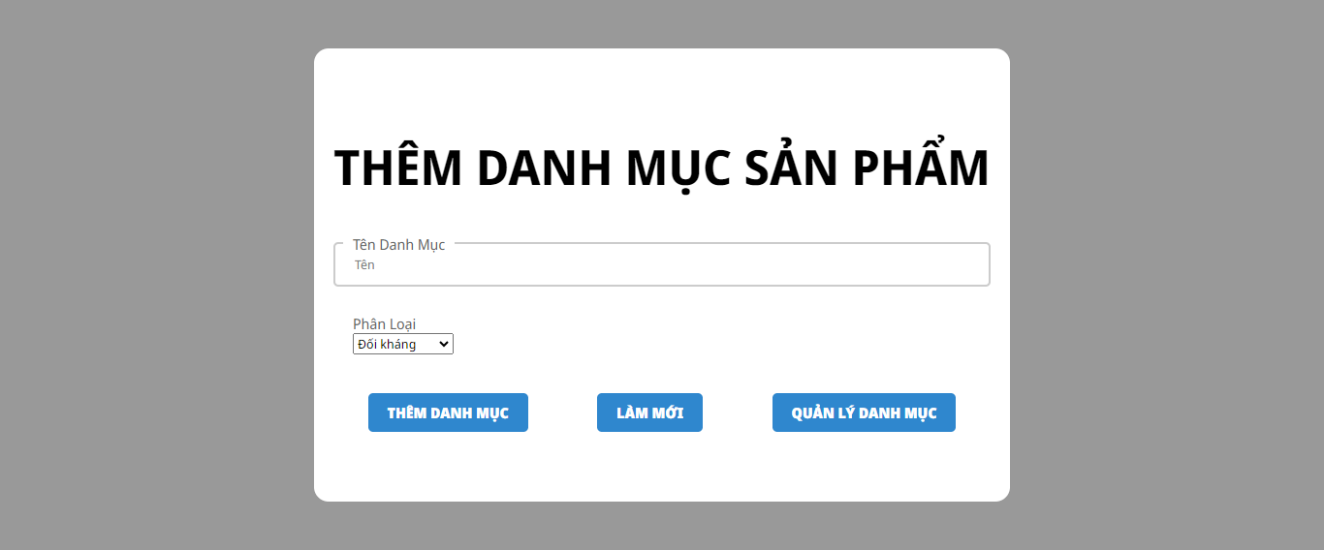 THÊM DANH MỤC SẢN PHẨM
Tên Danh Mục
Tên
Phân Loại
Đối kháng
THÊM DANH MỤC
LÀM MỚI
QUẢN LÝ DANH MỤC